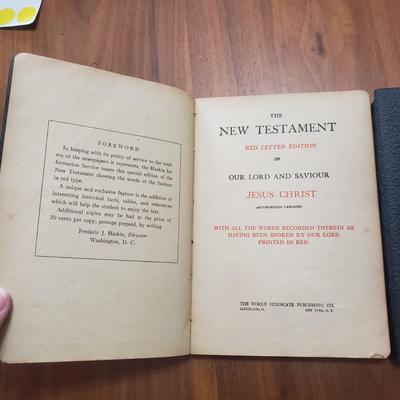 FOREWORD
In keeping with its policy of service to the read-
ers of the newspapers it represents, the Haskin In-
formation Service issues this special edition of the
New Testament showing the words of the Saviour
in red type.
A unique and exclusive feature is the addition of
interesting historical facts, tables, and references
which will help the student to enjoy the text.
Additional copies may be had at the price of
20 cents per copy, postage prepaid, by writing
Frederic J. Haskin, Director
Washington, D. C.
THE
NEW TESTAMENT
RED LETTER EDITION
OF
OUR LORD AND SAVIOUR
JESUS CHRIST
(AUTHORISED VERSION)
WITH ALL THE WORDS RECORDED THEREIN AS
HAVING BEEN SPOKEN BY OUR LORD
PRINTED IN RED
THE WORLD SYNDICATE PUBLISHING CO.
CLEVELAND, O. NEW YORK, N. Y.